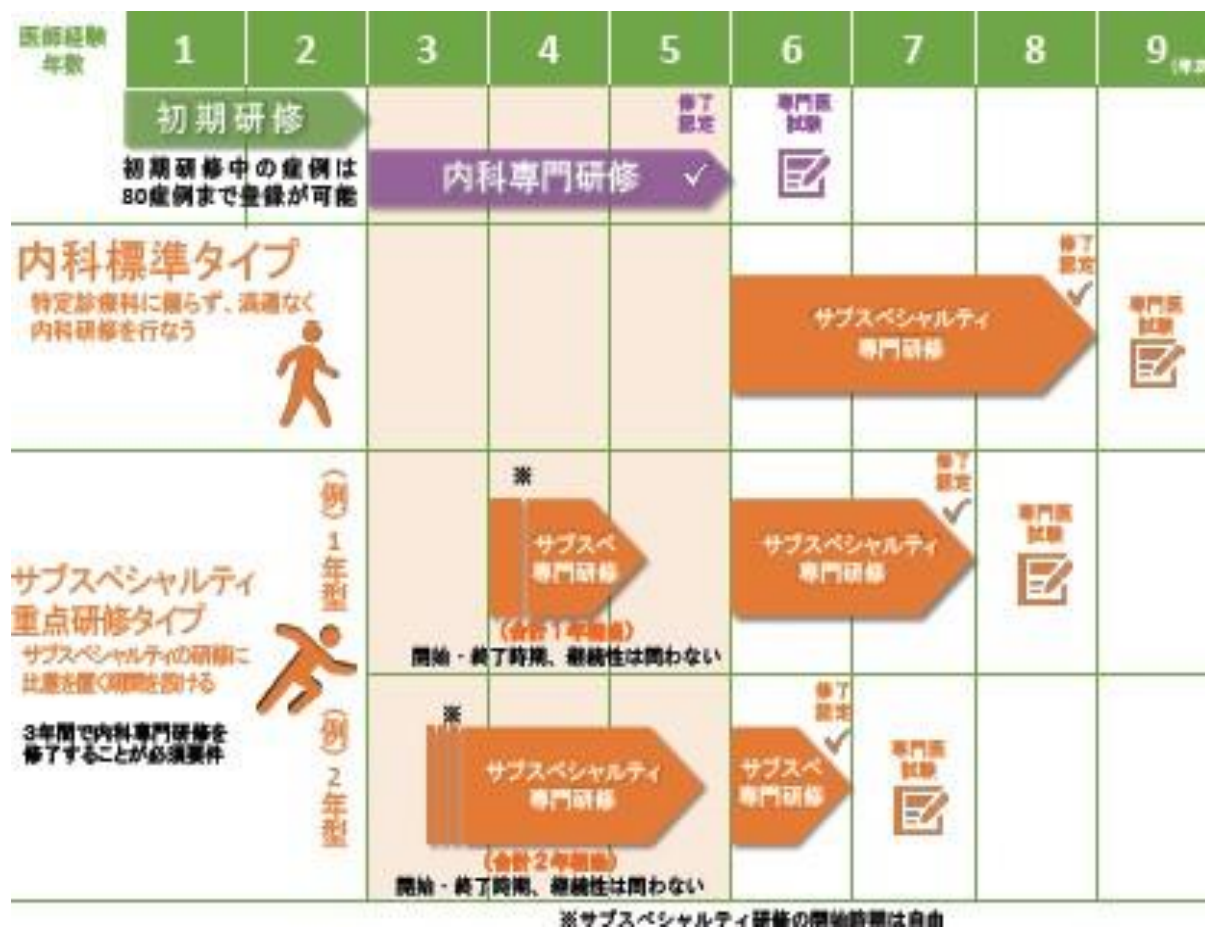 医師経験
年数
1
2
3
4
5
6
7
8
9
初期研修
初期研修中の症例は
80症例まで登録が可能
修了
認定
内科専門研修
専門医
試験
内科標準タイプ
特定診療科に偏らず、満遍なく
内科研修を行なう
サブスペシャルティ
専門研修
修了
認定
専門医
試験
サブスペシャルティ
重点研修タイプ
サブスペシャルティの研修に
比重を置く期間を設ける
3年間で内科専門研修を
修了することが必須要件
(例)1年型
※
サブスペ
専門研修
(合計1年相当)
開始・終了時期、継続性は問わない
サブスペシャルティ
専門研修
修了
認定
専門医
試験
(例)2年型
※
サブスペシャルティ
専門研修
(合計2年相当)
開始・終了時期、継続性は問わない
サブスペ
専門研修
修了
認定
専門医
試験
※サブスペシャルティ研修の開始時期は自由